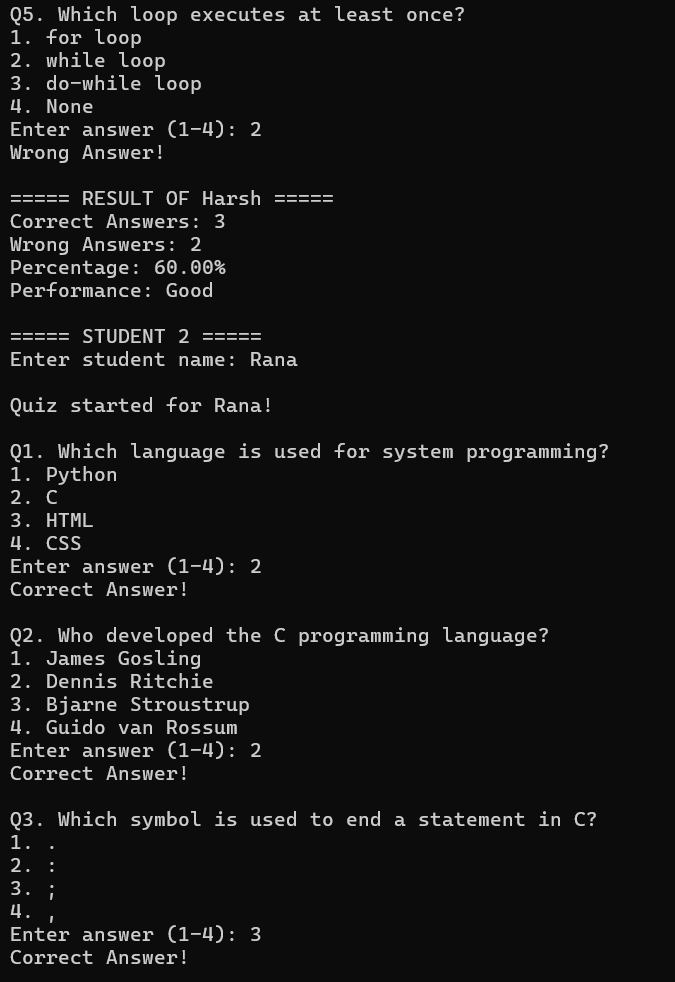 Q5. Which loop executes at least once?
1. for loop
2. while loop
3. do-while loop
4. None
Enter answer (1-4): 2
Wrong Answer!
===== RESULT OF Harsh =====
Correct Answers: 3
Wrong Answers: 2
Percentage: 60.00%
Performance: Good
===== STUDENT 2 =====
Enter student name: Rana
Quiz started for Rana!
Q1. Which language is used for system programming?
1. Python
2. C
3. HTML
4. CSS
Enter answer (1-4): 2
Correct Answer!
Q2. Who developed the C programming language?
1. James Gosling
2. Dennis Ritchie
3. Bjarne Stroustrup
4. Guido van Rossum
Enter answer (1-4): 2
Correct Answer!
Q3. Which symbol is used to end a statement in C?
1. .
2. :
3. ;
4. ,
Enter answer (1-4): 3
Correct Answer!